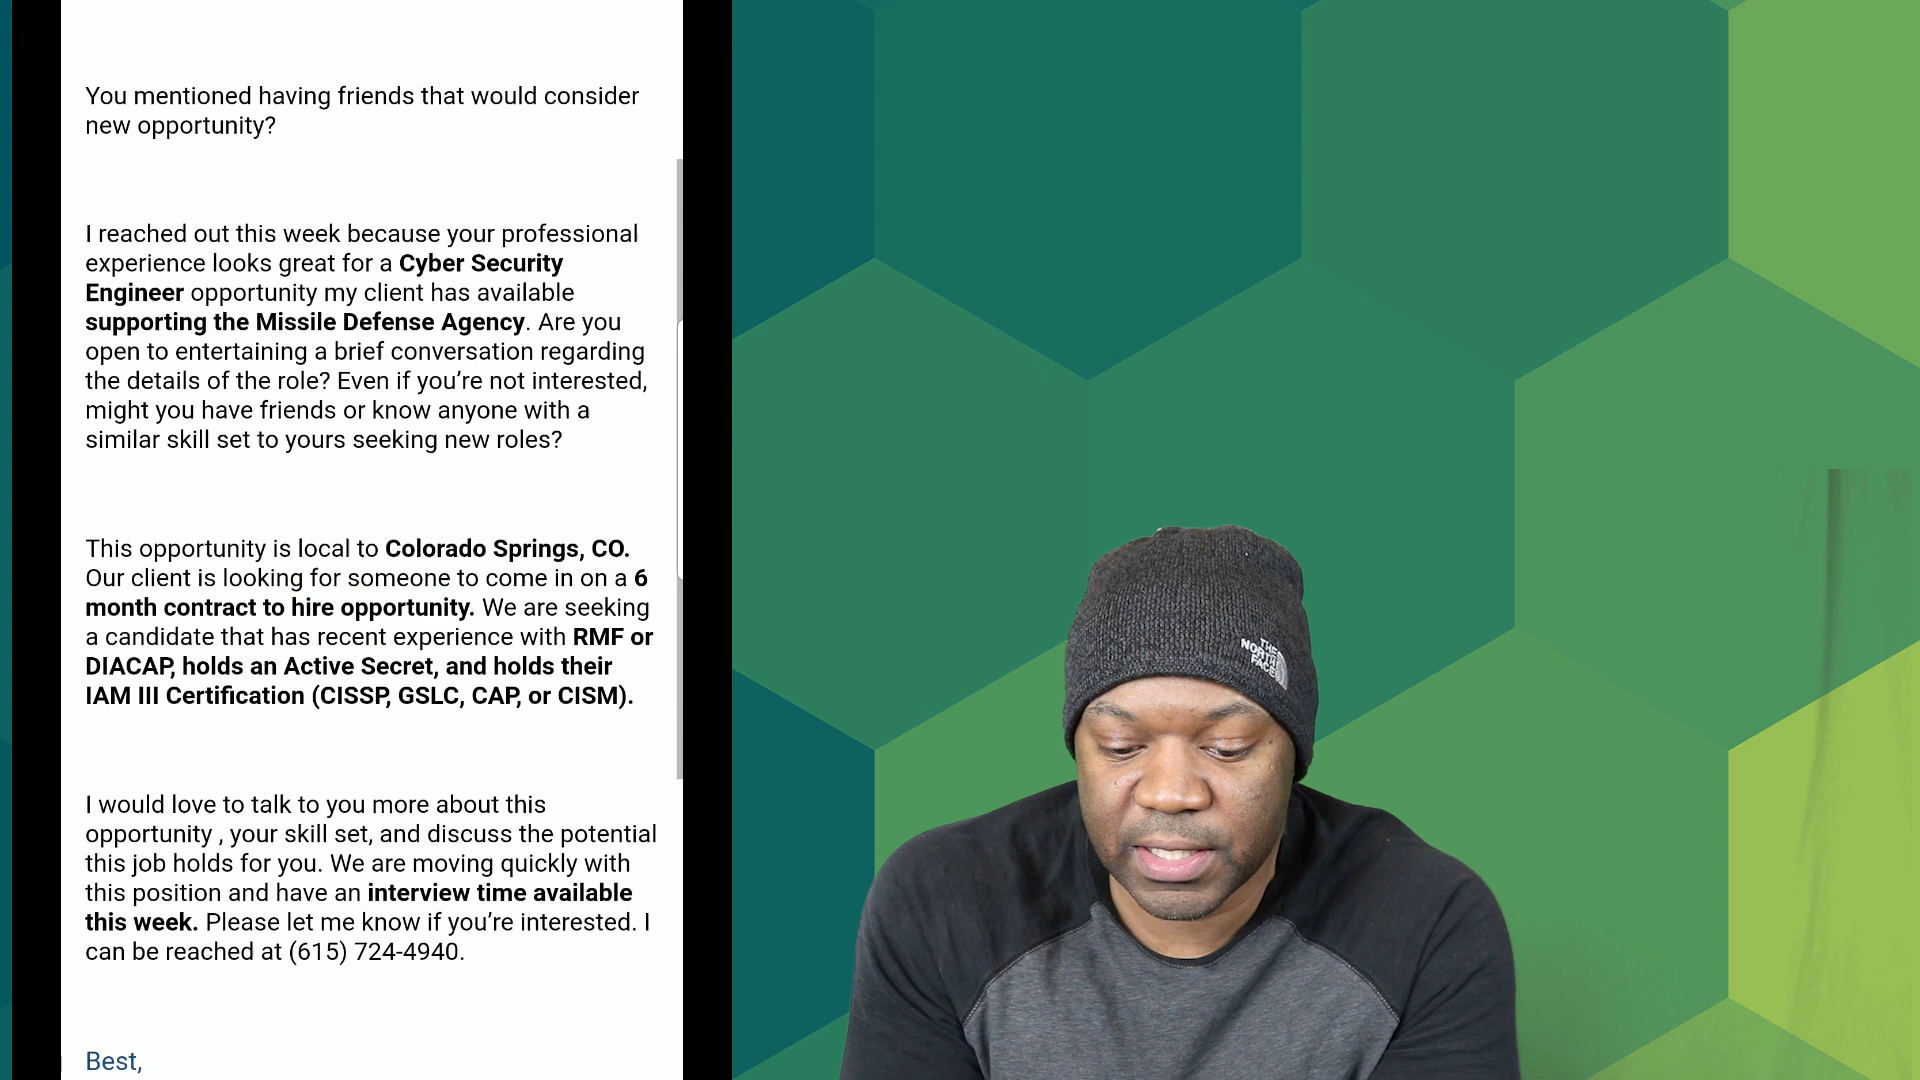 You mentioned having friends that would consider
new opportunity?
I reached out this week because your professional
experience looks great for a Cyber Security
Engineer opportunity my client has available
supporting the Missile Defense Agency. Are you
open to entertaining a brief conversation regarding
the details of the role? Even if you’re not interested,
might you have friends or know anyone with a
similar skill set to yours seeking new roles?
This opportunity is local to Colorado Springs, CO.
Our client is looking for someone to come in on a 6
month contract to hire opportunity. We are seeking
a candidate that has recent experience with RMF or
DIACAP, holds an Active Secret, and holds their
IAM III Certification (CISSP, GSLC, CAP, or CISM).
I would love to talk to you more about this
opportunity , your skill set, and discuss the potential
this job holds for you. We are moving quickly with
this position and have an interview time available
this week. Please let me know if you’re interested. I
can be reached at (615) 724-4940.
Best,
THE
NORTH
FACE